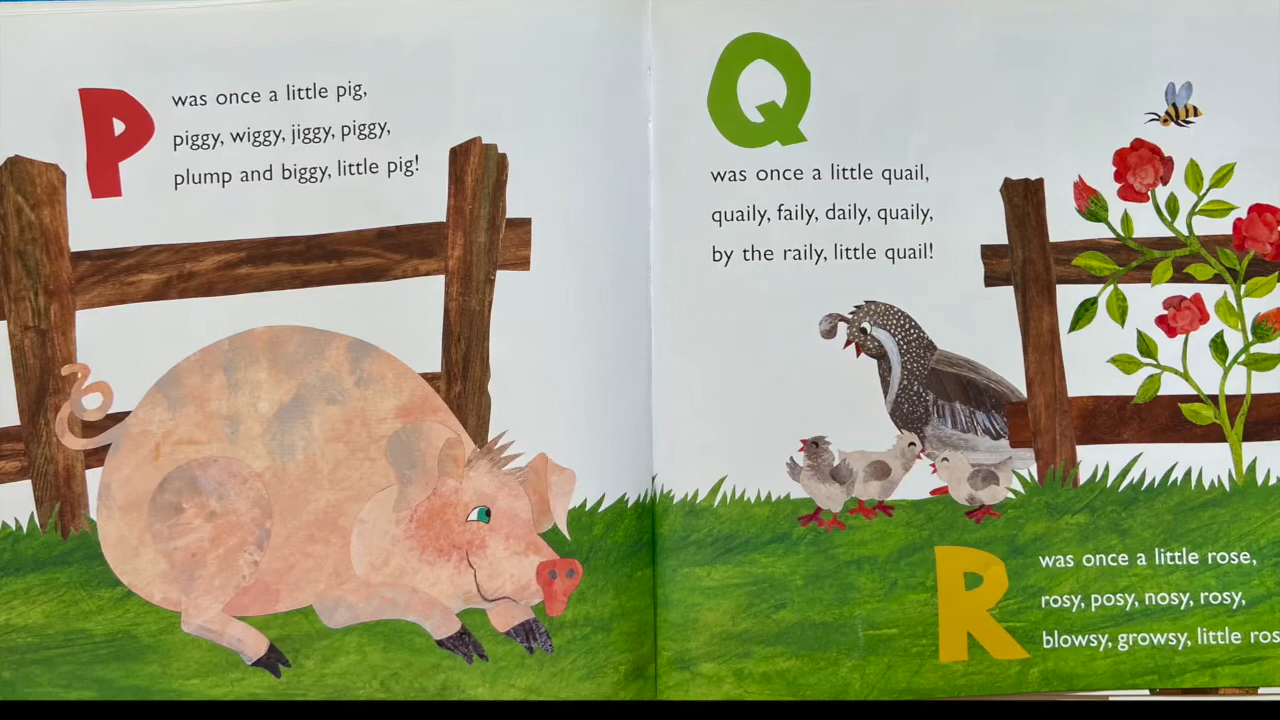 P was once a little pig,
piggy, wiggy, jiggy, piggy,
plump and biggy, little pig!
Q
was once a little quail,
quaily, faily, daily, quaily,
by the raily, little quail!
R was once a little rose,
rosy, posy, nosy, rosy,
blowsy, growsy, little ros